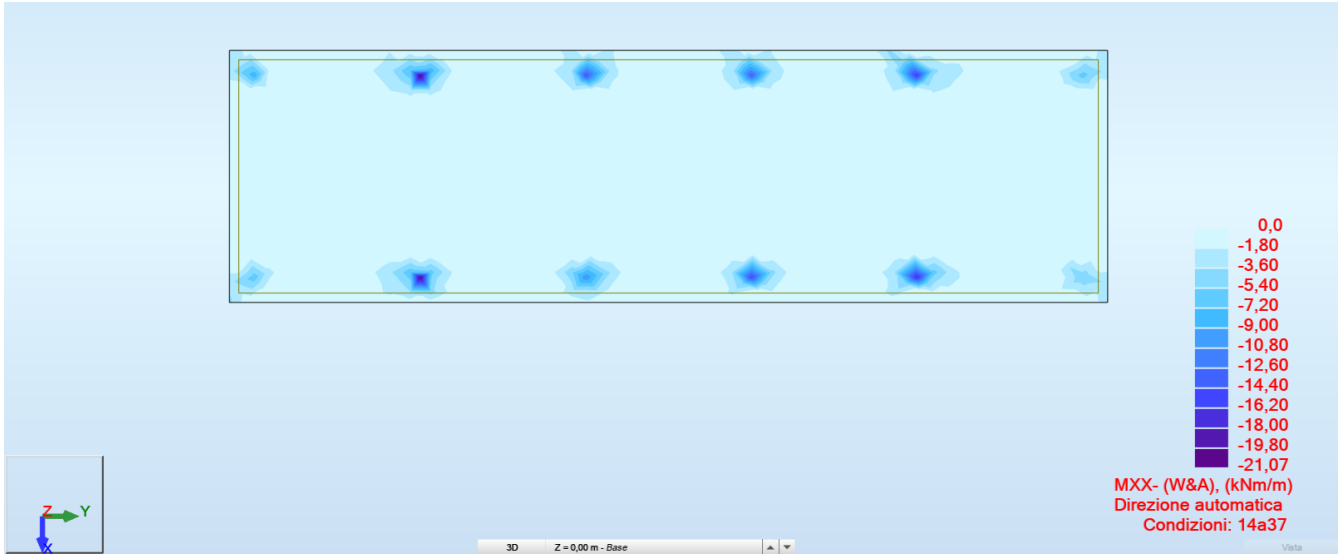 0,0
-1,80
-3,60
-5,40
-7,20
-9,00
-10,80
-12,60
-14,40
-16,20
-18,00
-19,80
-21,07
MXX- (W&A), (kNm/m)
Direzione automatica
Condizioni: 14a37
Z
Y
X
3D Z = 0,00 m - Base
Vista